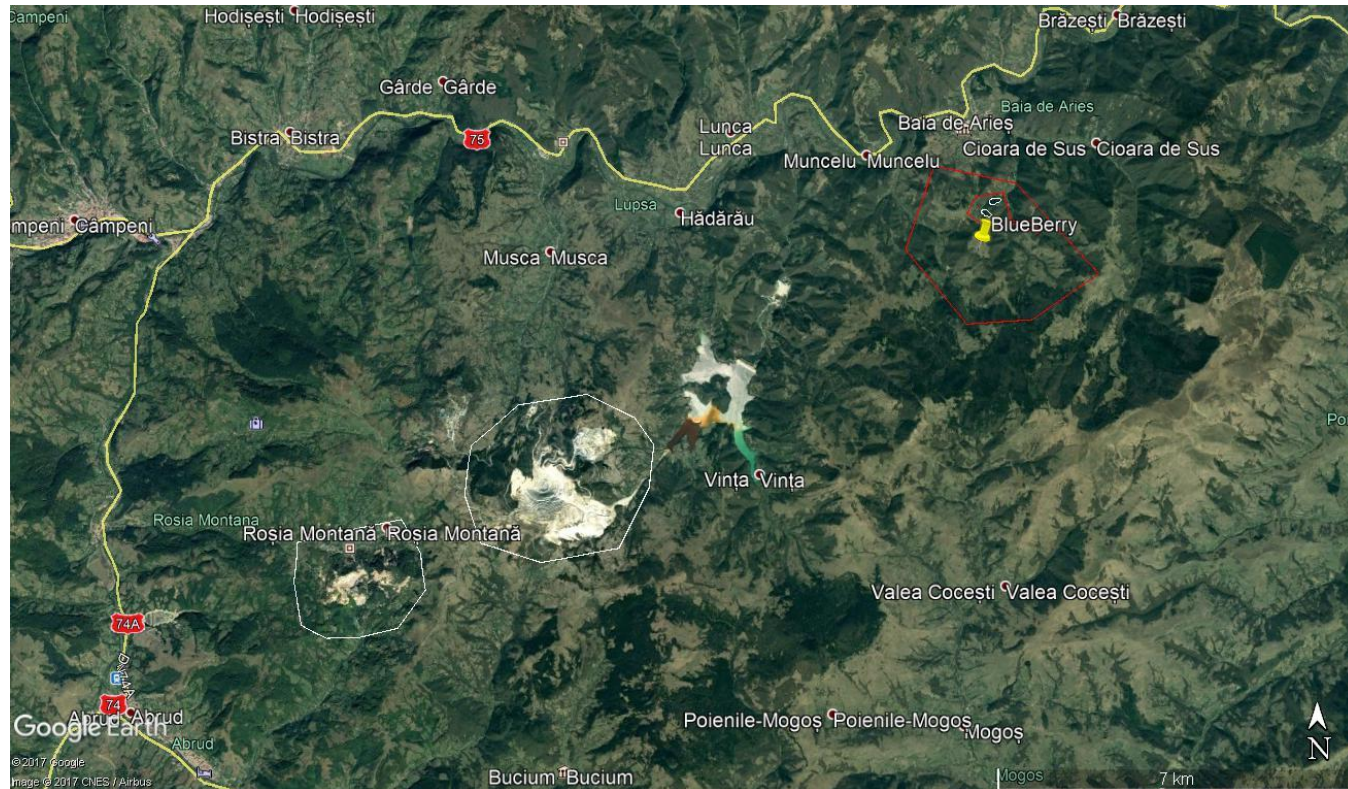 Campeni
Hodișești Hodișești
Brăzești Brăzești
Gârde Gârde
Baia de Aries
Bistra Bistra
75
Lunca
Lunca
Baia de Arieș
Muncelu Muncelu
Cioara de Sus Cioara de Sus
Lupsa
Hădărău
mpeni Câmpeni
BlueBerry
Musca Musca
Vința Vința
Rosia Montana
Roșia Montană Roșia Montană
Valea Cocești Valea Cocești
74A
74
Abrud Abrud
Google Earth
Abrud
Poienile-Mogoș Poienile-Mogoș
Mogoș
© 2017 Google
Image © 2017 CNES / Airbus
Bucium Bucium
Mogos
7 km
N